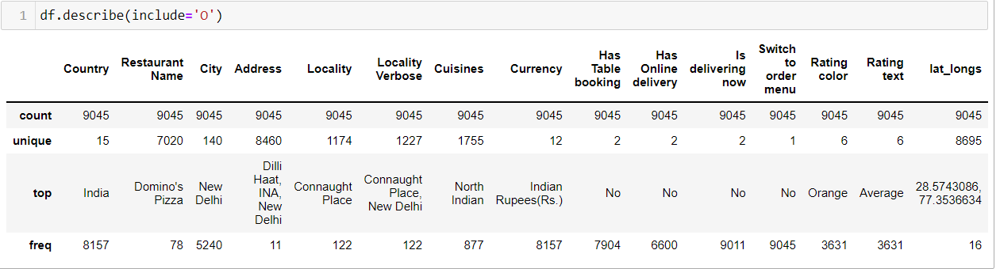 1 df.describe(include='O')
Country Restaurant Name City Address Locality Locality Verbose Cuisines Currency Has Table booking Has Online delivery Is delivering now Switch to order menu Rating color Rating text lat_longs
count 9045 9045 9045 9045 9045 9045 9045 9045 9045 9045 9045 9045 9045 9045 9045
unique 15 7020 140 8460 1174 1227 1755 12 2 2 2 1 6 6 8695
top India Domino's Pizza New Delhi Dilli Haat, INA, New Delhi Connaught Place Connaught Place, New Delhi North Indian Indian Rupees(Rs.) No No No No Orange Average 28.5743086, 77.3536634
freq 8157 78 5240 11 122 122 877 8157 7904 6600 9011 9045 3631 3631 16